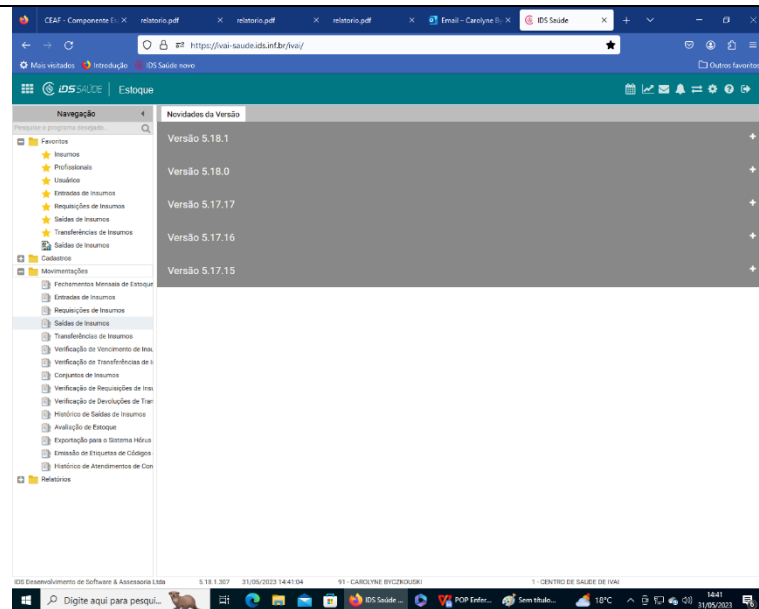 CEAF - Componente Es
relatorio.pdf
relatorio.pdf
relatorio.pdf
Email – Carolyne By
IDS Saúde
https://ivai-saude.ids.inf.br/ivai/
Mais visitados
Introdução
IDS Saúde novo
Outros favoritos
iDSSAÚDE | Estoque
Navegação
Novidades da Versão
Pesquise o programa desejado...
Favoritos
Insumos
Profissionais
Usuários
Entradas de Insumos
Requisições de Insumos
Saídas de Insumos
Transferências de Insumos
Saídas de Insumos
Cadastros
Movimentações
Fechamentos Mensais de Estoque
Entradas de Insumos
Requisições de Insumos
Saídas de Insumos
Transferências de Insumos
Verificação de Vencimento de Insu
Verificação de Transferências de I
Conjuntos de Insumos
Verificação de Requisições de Insu
Verificação de Devoluções de Tran
Histórico de Saídas de Insumos
Avaliação de Estoque
Exportação para o Sistema Hórus
Emissão de Etiquetas de Códigos
Histórico de Atendimentos de Con
Relatórios
Versão 5.18.1
Versão 5.18.0
Versão 5.17.17
Versão 5.17.16
Versão 5.17.15
IDS Desenvolvimento de Software & Assessoria Ltda
5.18.1.307
31/05/2023 14:41:04
91 - CAROLYNE BYCZKOUSKI
1 - CENTRO DE SAUDE DE IVAI
Digite aqui para pesqui...
IDS Saúde ...
POP Enfer...
Sem título...
18°C
14:41
31/05/2023